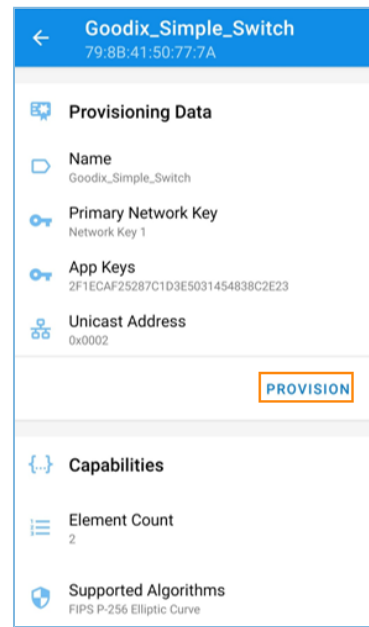 Goodix_Simple_Switch
79:8B:41:50:77:7A
Provisioning Data
Name
Goodix_Simple_Switch
Primary Network Key
Network Key 1
App Keys
2F1ECAF25287C1D3E5031454838C2E23
Unicast Address
0x0002
PROVISION
{...} Capabilities
Element Count
2
Supported Algorithms
FIPS P-256 Elliptic Curve